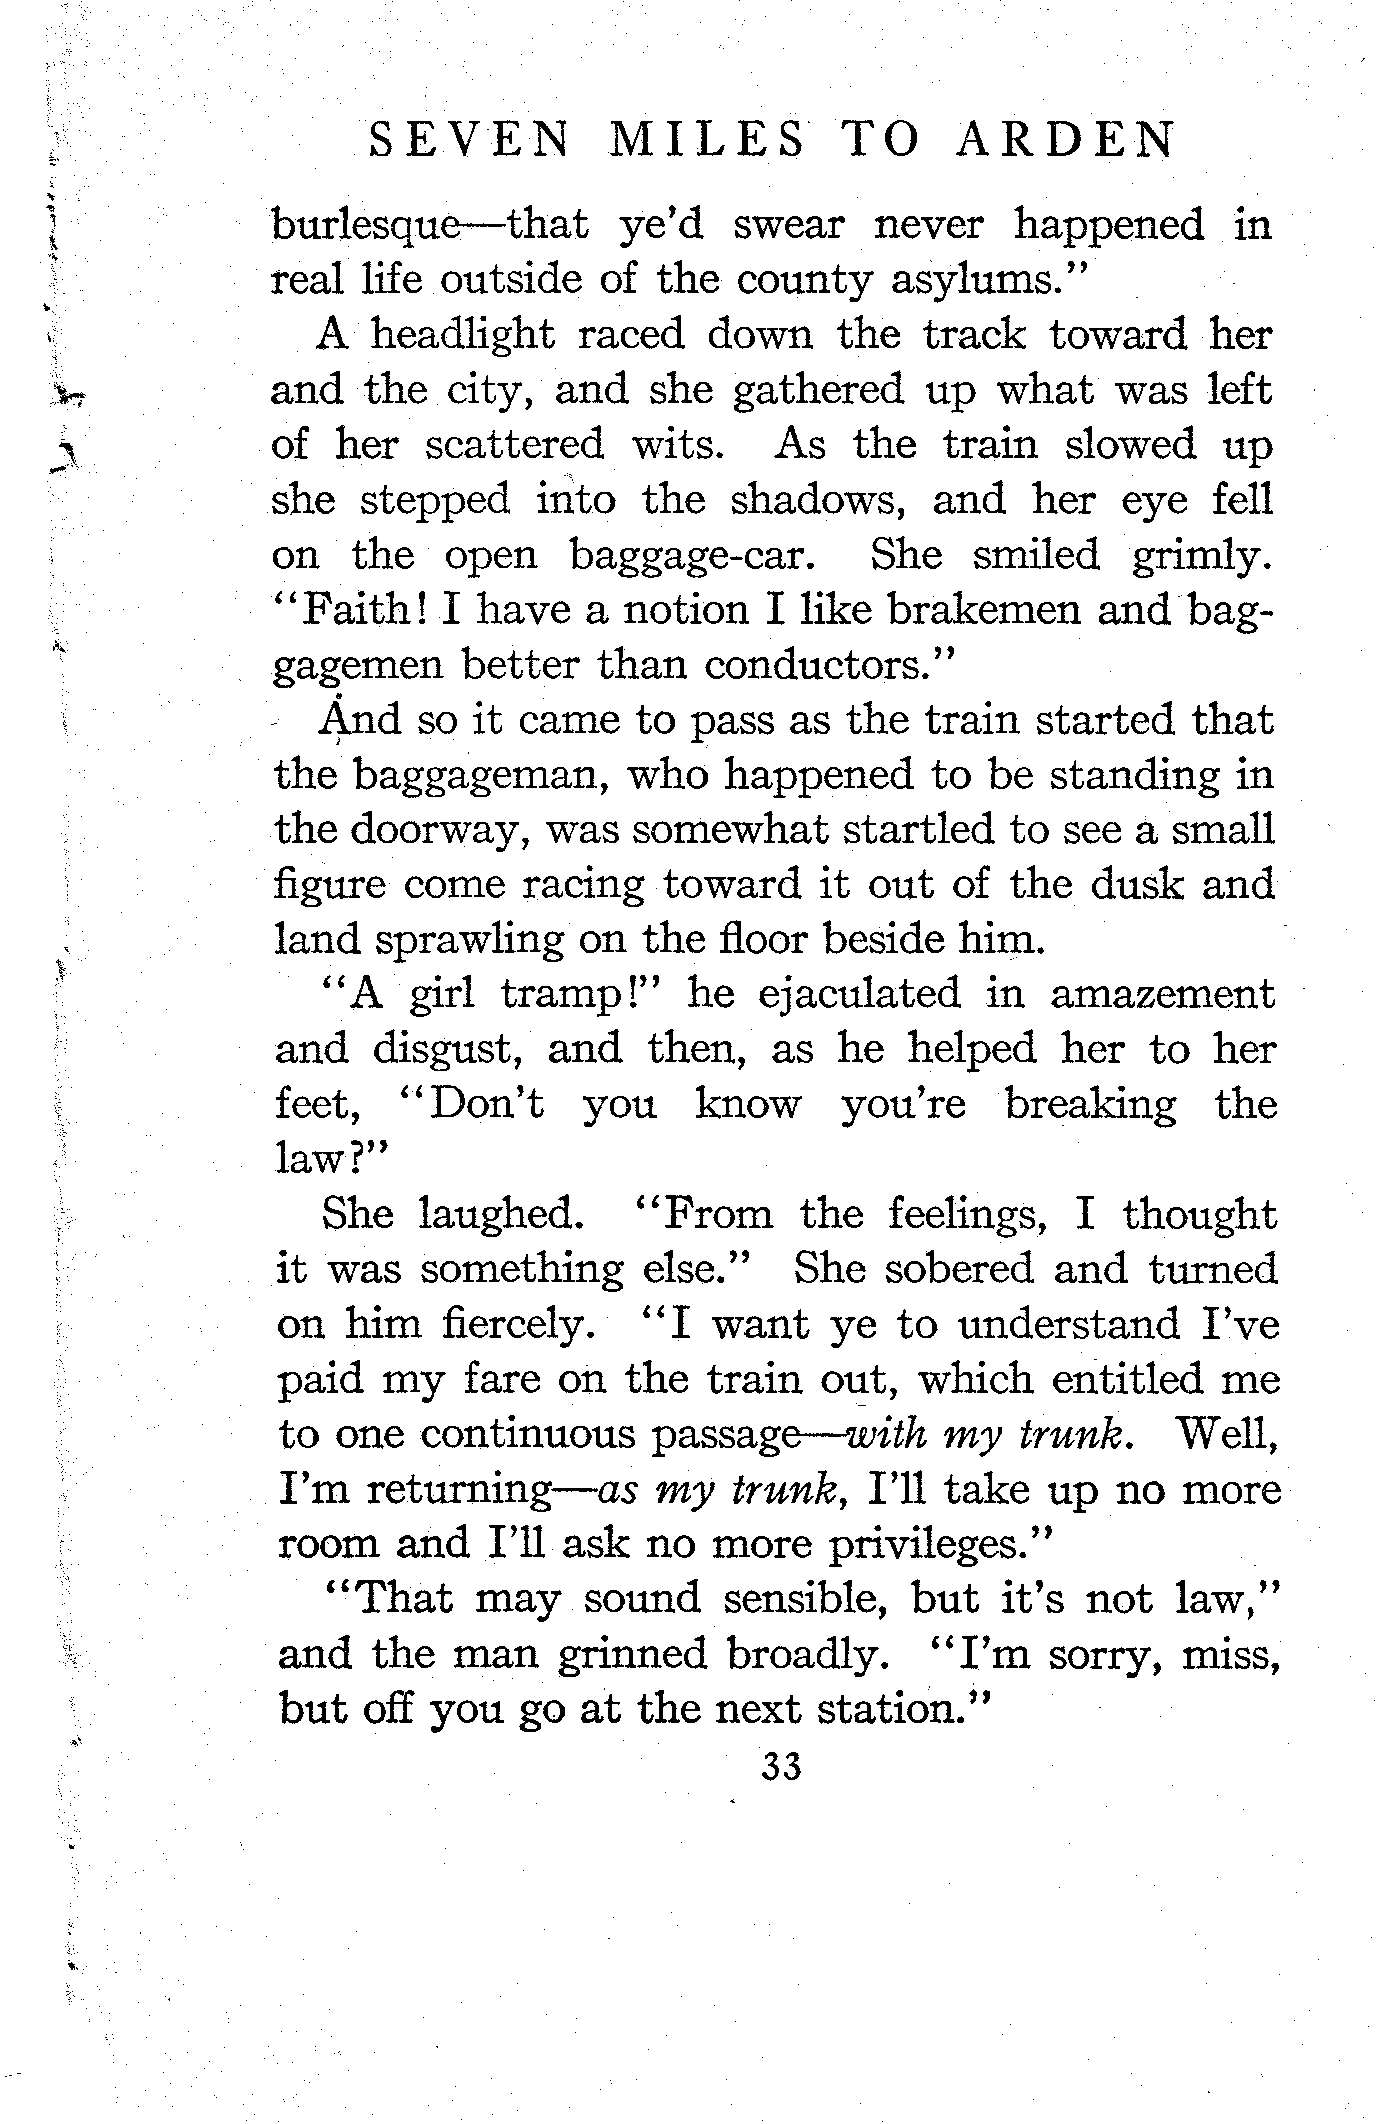 SEVEN MILES TO ARDEN
burlesque—that ye'd swear never happened in
real life outside of the county asylums."
A headlight raced down the track toward her
and the city, and she gathered up what was left
of her scattered wits. As the train slowed up
she stepped into the shadows, and her eye fell
on the open baggage-car. She smiled grimly.
"Faith! I have a notion I like brakemen and bag-
gagemen better than conductors."
And so it came to pass as the train started that
the baggageman, who happened to be standing in
the doorway, was somewhat startled to see a small
figure come racing toward it out of the dusk and
land sprawling on the floor beside him.
"A girl tramp!" he ejaculated in amazement
and disgust, and then, as he helped her to her
feet, "Don't you know you're breaking the
law?"
She laughed. "From the feelings, I thought
it was something else." She sobered and turned
on him fiercely. "I want ye to understand I've
paid my fare on the train out, which entitled me
to one continuous passage—with my trunk. Well,
I'm returning—as my trunk, I'll take up no more
room and I'll ask no more privileges."
"That may sound sensible, but it's not law,"
and the man grinned broadly. "I'm sorry, miss,
but off you go at the next station."
33